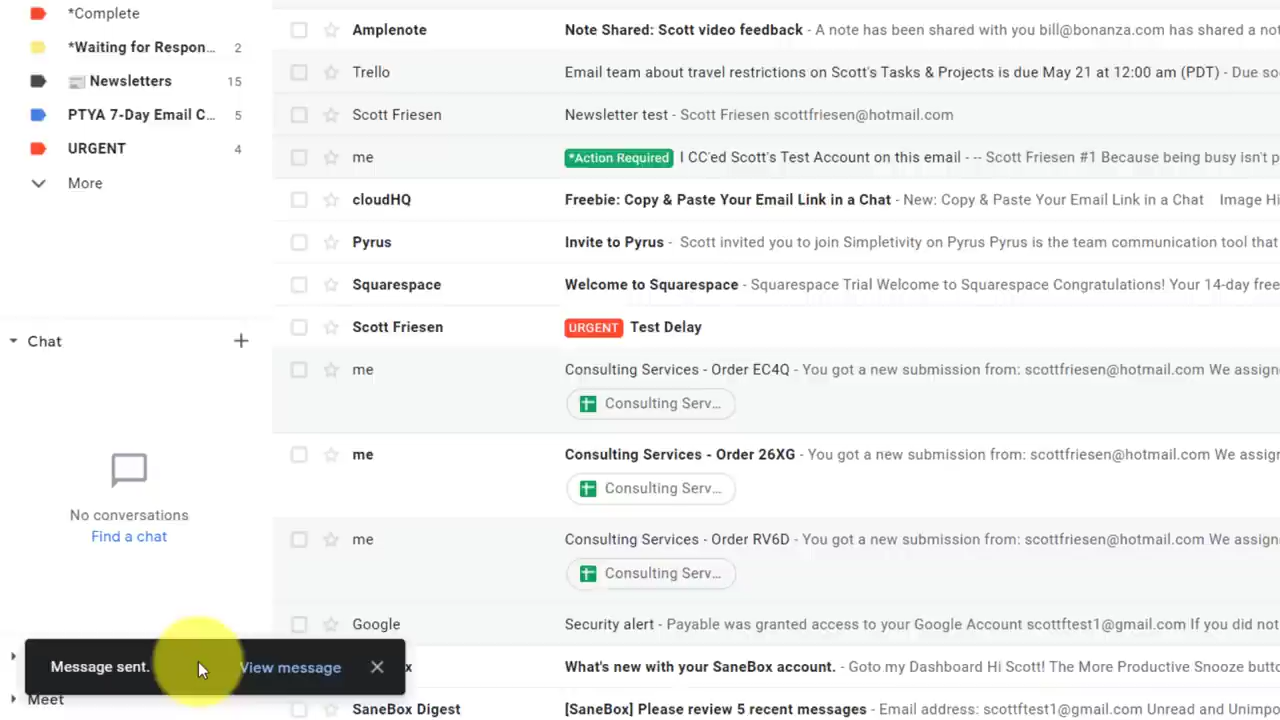 *Complete
*Waiting for Respon... 2
Newsletters 15
PTYA 7-Day Email C... 5
URGENT 4
More
Chat
No conversations
Find a chat
Message sent. View message
Meet
Amplenote Note Shared: Scott video feedback - A note has been shared with you bill@bonanza.com has shared a not
Trello Email team about travel restrictions on Scott's Tasks & Projects is due May 21 at 12:00 am (PDT) - Due so
Scott Friesen Newsletter test - Scott Friesen scottfriesen@hotmail.com
me *Action Required I CC'ed Scott's Test Account on this email - -- Scott Friesen #1 Because being busy isn't p
cloudHQ Freebie: Copy & Paste Your Email Link in a Chat - New: Copy & Paste Your Email Link in a Chat Image Hi
Pyrus Invite to Pyrus - Scott invited you to join Simpletivity on Pyrus Pyrus is the team communication tool that
Squarespace Welcome to Squarespace - Squarespace Trial Welcome to Squarespace Congratulations! Your 14-day free
Scott Friesen URGENT Test Delay
me Consulting Services - Order EC4Q - You got a new submission from: scottfriesen@hotmail.com We assign
Consulting Serv...
me Consulting Services - Order 26XG - You got a new submission from: scottfriesen@hotmail.com We assig
Consulting Serv...
me Consulting Services - Order RV6D - You got a new submission from: scottfriesen@hotmail.com We assign
Consulting Serv...
Google Security alert - Payable was granted access to your Google Account scottftest1@gmail.com If you did not
x What's new with your SaneBox account. - Goto my Dashboard Hi Scott! The More Productive Snooze butto
SaneBox Digest [SaneBox] Please review 5 recent messages - Email address: scottftest1@gmail.com Unread and Unimpo